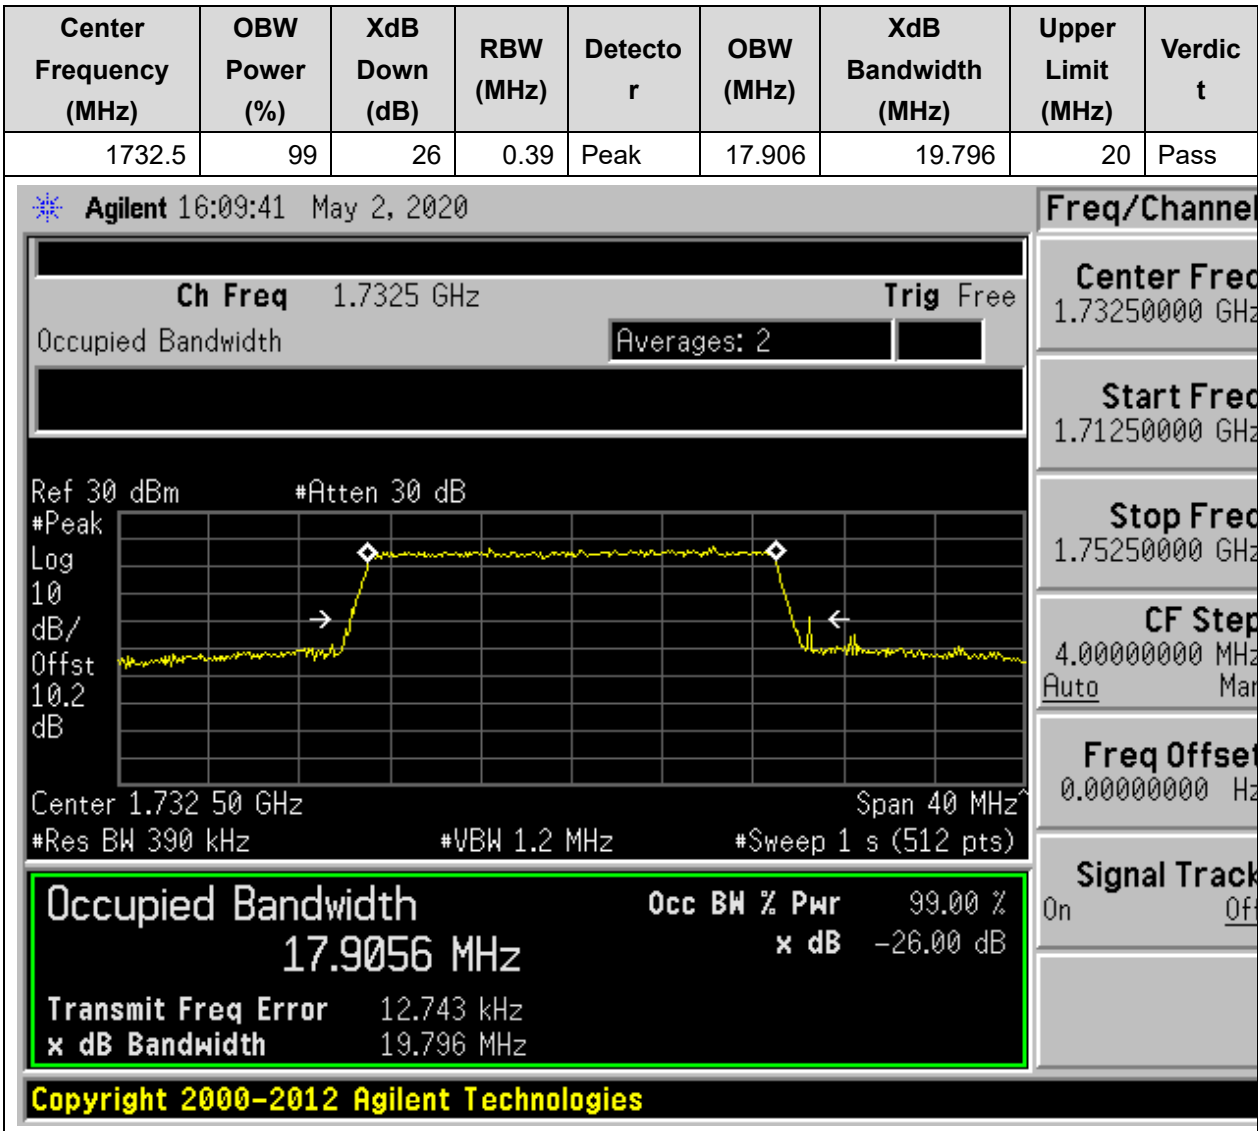 Center Frequency (MHz) OBW Power (%) XdB Down (dB) RBW (MHz) Detecto r OBW (MHz) XdB Bandwidth (MHz) Upper Limit (MHz) Verdic t
1732.5 99 26 0.39 Peak 17.906 19.796 20 Pass
Agilent 16:09:41 May 2, 2020
Freq/Channel
Ch Freq 1.7325 GHz Trig Free
Occupied Bandwidth Averages: 2
Center Freq
1.73250000 GHz
Start Freq
1.71250000 GHz
Stop Freq
1.75250000 GHz
CF Step
4.00000000 MHz
Auto Man
Freq Offset
0.00000000 Hz
Signal Track
On Off
Ref 30 dBm #Atten 30 dB
#Peak
Log
10
dB/
Offst
10.2
dB
Center 1.732 50 GHz Span 40 MHz^
#Res BW 390 kHz #VBW 1.2 MHz #Sweep 1 s (512 pts)
Occupied Bandwidth Occ BW % Pwr 99.00 %
17.9056 MHz x dB -26.00 dB
Transmit Freq Error 12.743 kHz
x dB Bandwidth 19.796 MHz
Copyright 2000-2012 Agilent Technologies